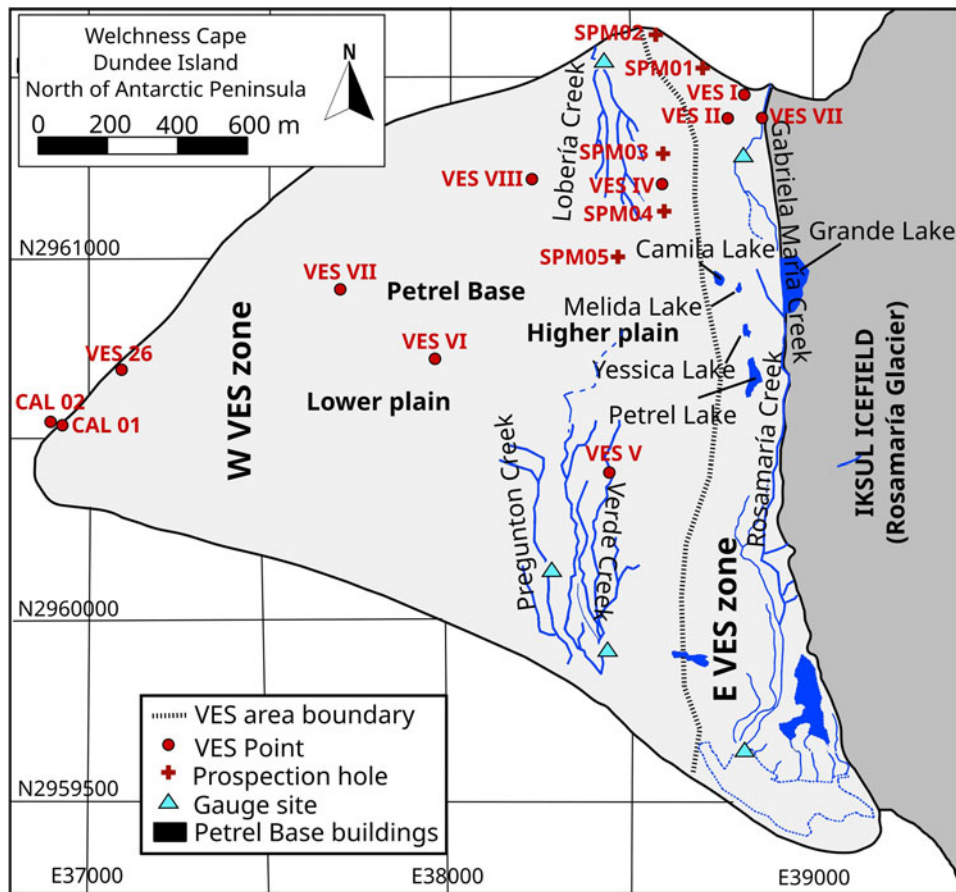 Welchness Cape
Dundee Island
North of Antarctic Peninsula
N
0 200 400 600 m
SPM02
SPM01
VES I
VES II
VES VII
Lobería Creek
SPM03
VES VIII
VES IV
SPM04
Gabriela María Creek
N2961000
SPM05
Camila Lake
Grande Lake
VES VII
Petrel Base
Melida Lake
Higher plain
VES 26
VES VI
Yessica Lake
W VES zone
Lower plain
Petrel Lake
CAL 02
CAL 01
Rosamaría Creek
IKSUL ICEFIELD
(Rosamaría Glacier)
VES V
Pregunton Creek
Verde Creek
N2960000
E VES zone
VES area boundary
VES Point
Prospection hole
Gauge site
Petrel Base buildings
N2959500
E37000
E38000
E39000